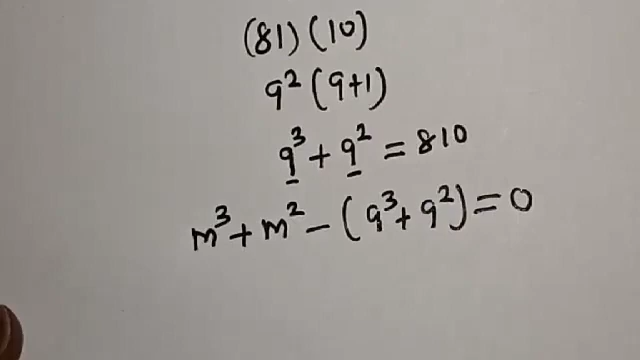 (81)(10)
9²(9+1)
9³ + 9² = 810
m³ + m² - (9³ + 9²) = 0